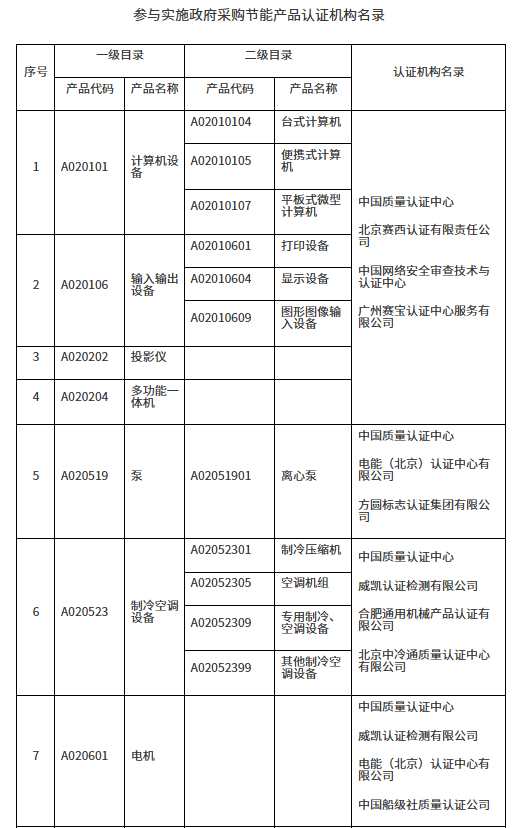 参与实施政府采购节能产品认证机构名录
序号
一级目录
二级目录
认证机构名录
产品代码
产品名称
产品代码
产品名称
1
A020101
计算机设
备
A02010104
台式计算机
A02010105
便携式计算
机
A02010107
平板式微型
计算机
2
A020106
输入输出
设备
A02010601
打印设备
A02010604
显示设备
A02010609
图形图像输
入设备
3
A020202
投影仪
4
A020204
多功能一
体机
中国质量认证中心
北京赛西认证有限责任公
司
中国网络安全审查技术与
认证中心
广州赛宝认证中心服务有
限公司
5
A020519
泵
A02051901
离心泵
中国质量认证中心
电能（北京）认证中心有
限公司
方圆标志认证集团有限公
司
6
A020523
制冷空调
设备
A02052301
制冷压缩机
A02052305
空调机组
A02052309
专用制冷、
空调设备
A02052399
其他制冷空
调设备
中国质量认证中心
威凯认证检测有限公司
合肥通用机械产品认证有
限公司
北京中冷通质量认证中心
有限公司
7
A020601
电机
中国质量认证中心
威凯认证检测有限公司
电能（北京）认证中心有
限公司
中国船级社质量认证公司